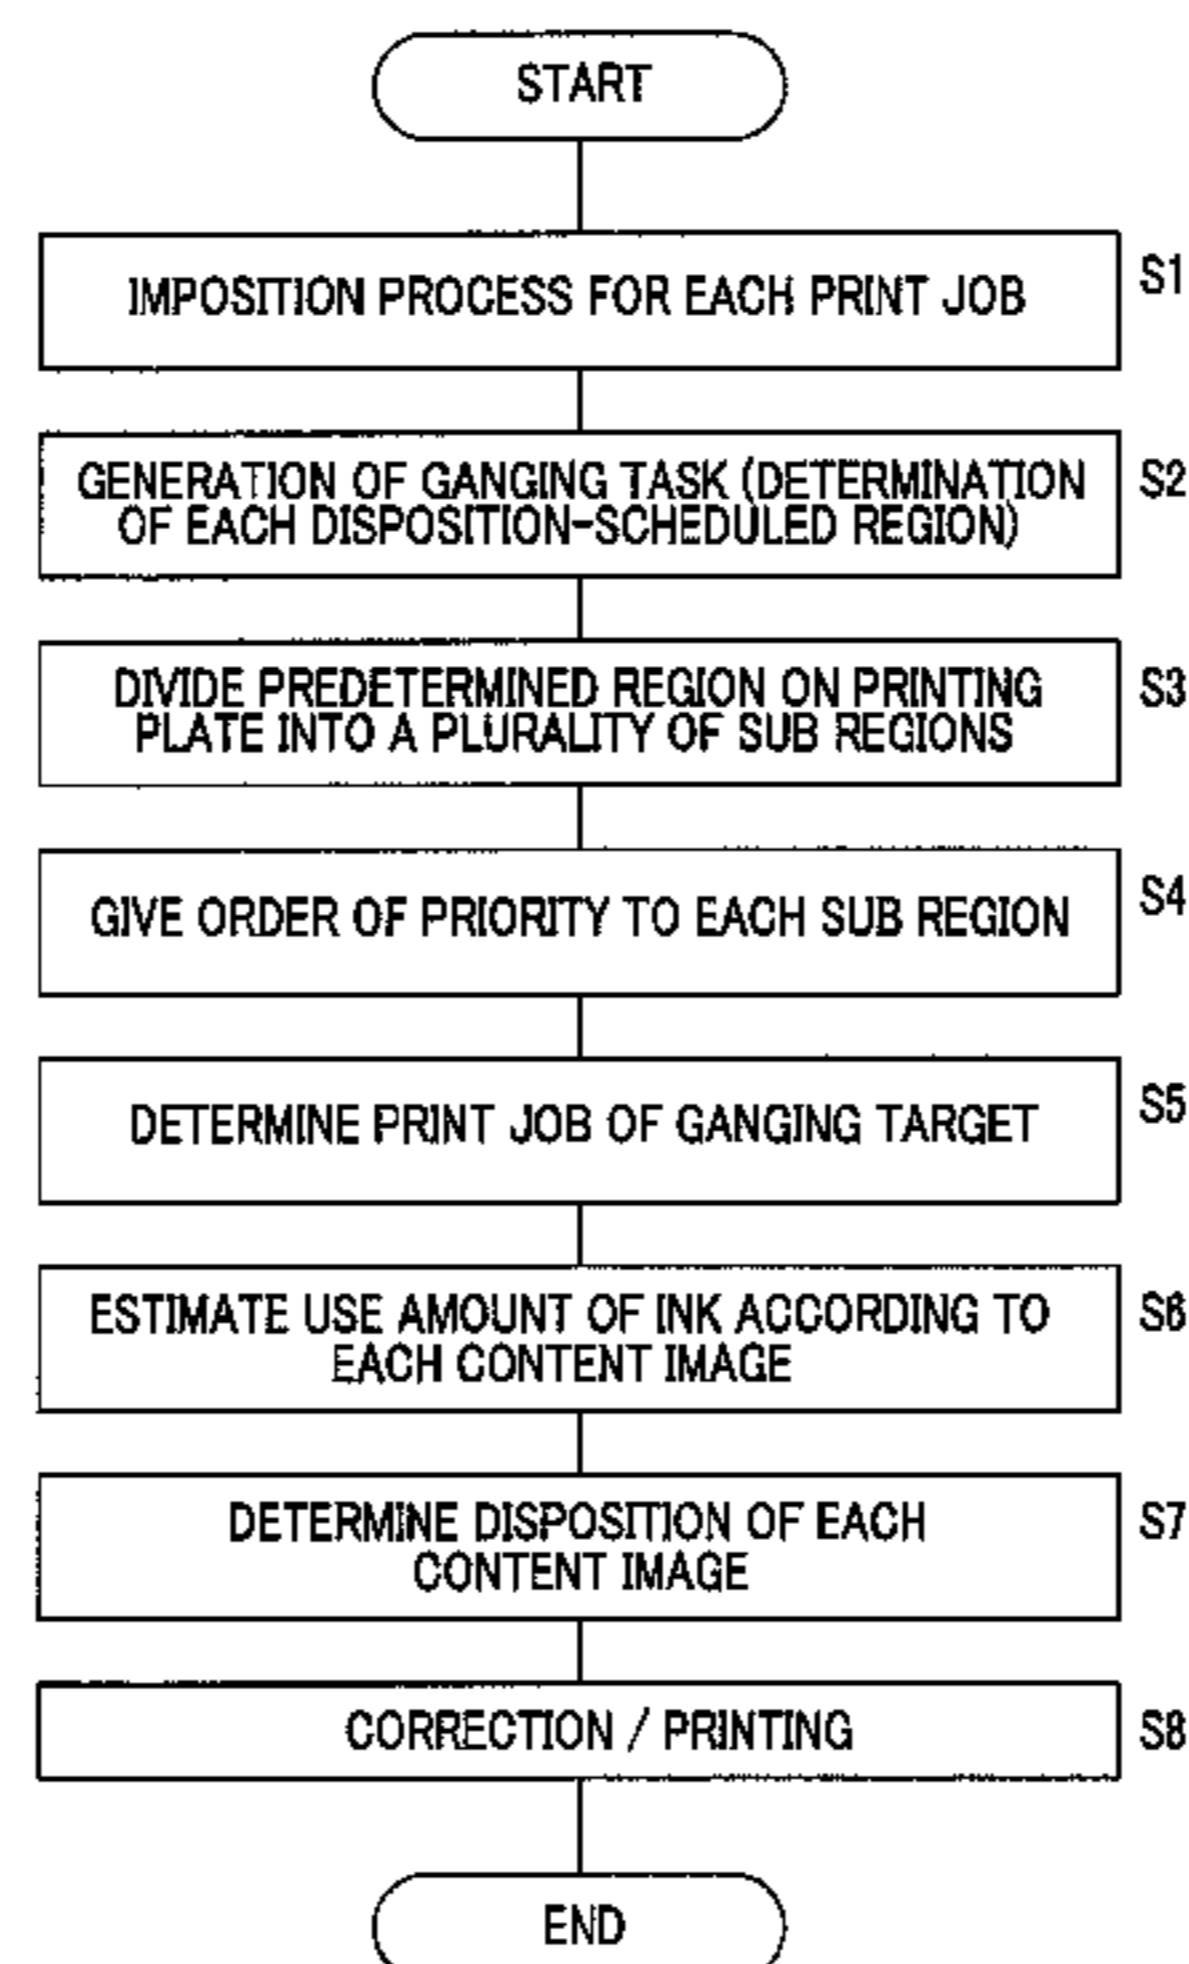 START
IMPOSITION PROCESS FOR EACH PRINT JOB
S1
GENERATION OF GANGING TASK (DETERMINATION
OF EACH DISPOSITION-SCHEDULED REGION)
S2
DIVIDE PREDETERMINED REGION ON PRINTING
PLATE INTO A PLURALITY OF SUB REGIONS
S3
GIVE ORDER OF PRIORITY TO EACH SUB REGION
S4
DETERMINE PRINT JOB OF GANGING TARGET
S5
ESTIMATE USE AMOUNT OF INK ACCORDING TO
EACH CONTENT IMAGE
S6
DETERMINE DISPOSITION OF EACH
CONTENT IMAGE
S7
CORRECTION / PRINTING
S8
END